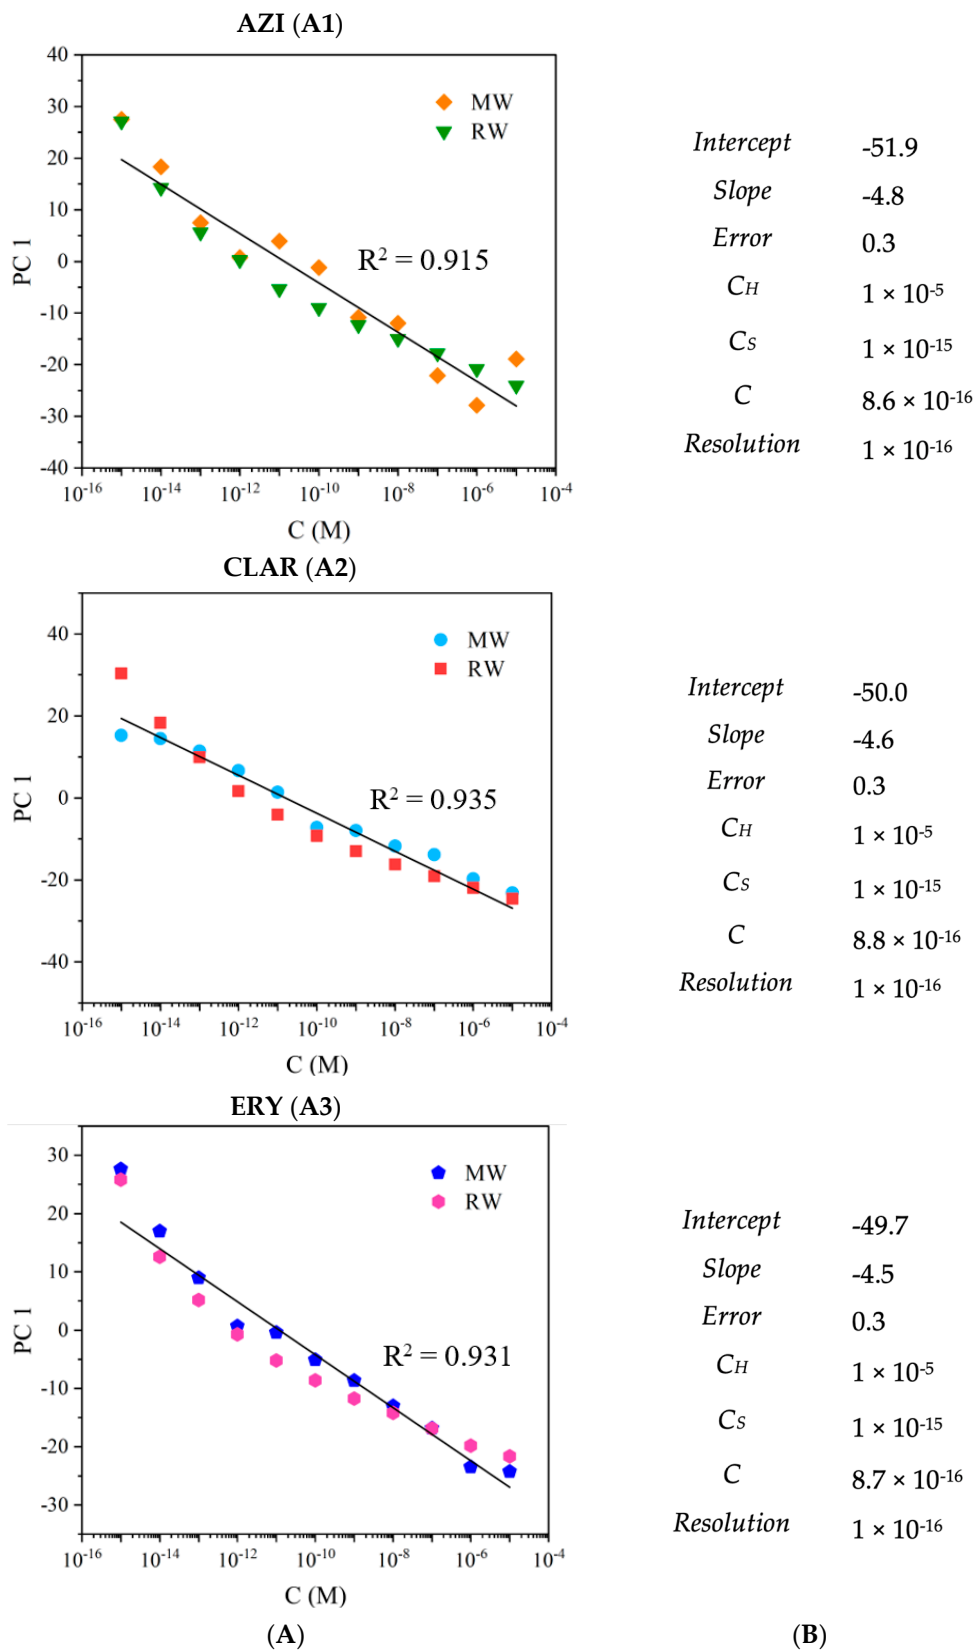 AZI (A1)
40
30
20
10
0
-10
-20
-30
-40
PC 1
MW
RW
R² = 0.915
10⁻¹⁶ 10⁻¹⁴ 10⁻¹² 10⁻¹⁰ 10⁻⁸ 10⁻⁶ 10⁻⁴
C (M)
Intercept -51.9
Slope -4.8
Error 0.3
CH 1 × 10⁻⁵
CS 1 × 10⁻¹⁵
C 8.6 × 10⁻¹⁶
Resolution 1 × 10⁻¹⁶
CLAR (A2)
40
20
0
-20
-40
PC 1
MW
RW
R² = 0.935
10⁻¹⁶ 10⁻¹⁴ 10⁻¹² 10⁻¹⁰ 10⁻⁸ 10⁻⁶ 10⁻⁴
C (M)
Intercept -50.0
Slope -4.6
Error 0.3
CH 1 × 10⁻⁵
CS 1 × 10⁻¹⁵
C 8.8 × 10⁻¹⁶
Resolution 1 × 10⁻¹⁶
ERY (A3)
30
20
10
0
-10
-20
-30
PC 1
MW
RW
R² = 0.931
10⁻¹⁶ 10⁻¹⁴ 10⁻¹² 10⁻¹⁰ 10⁻⁸ 10⁻⁶ 10⁻⁴
C (M)
Intercept -49.7
Slope -4.5
Error 0.3
CH 1 × 10⁻⁵
CS 1 × 10⁻¹⁵
C 8.7 × 10⁻¹⁶
Resolution 1 × 10⁻¹⁶
(A) (B)